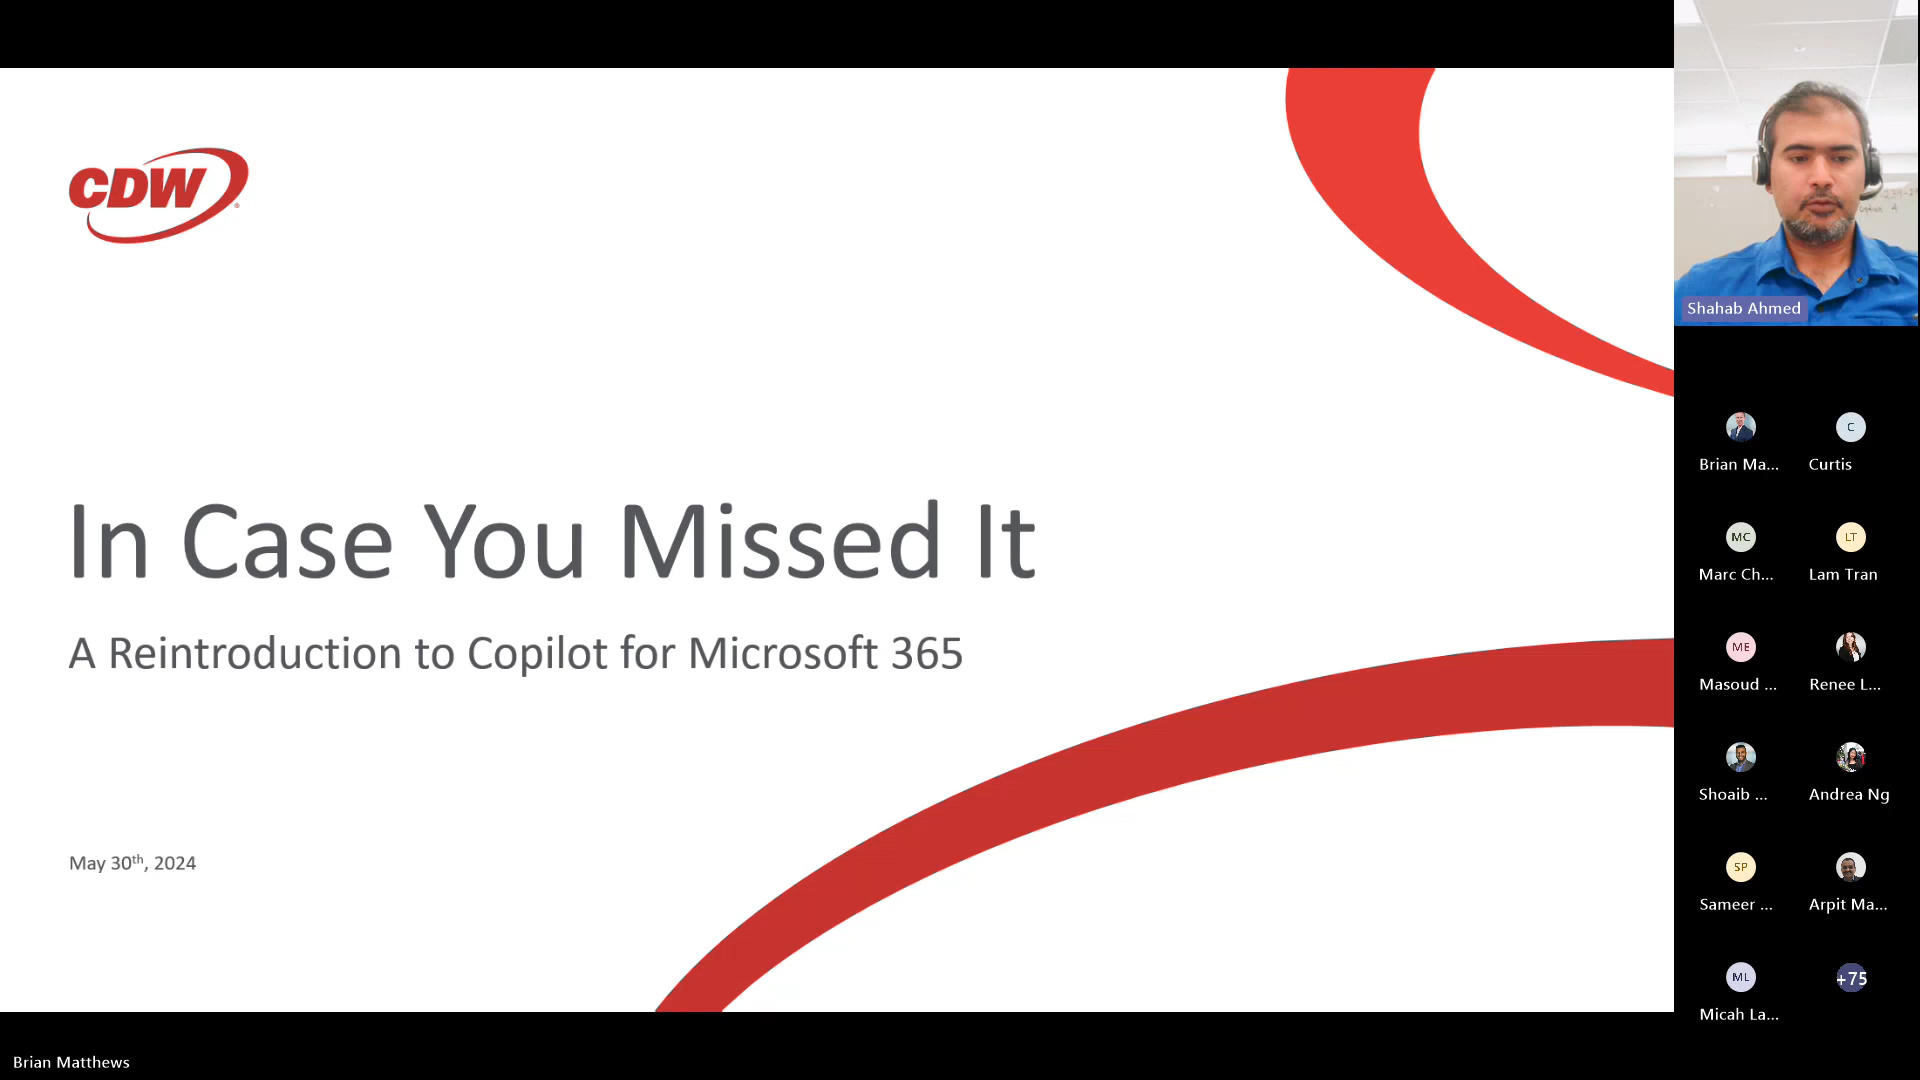 CDW
In Case You Missed It
A Reintroduction to Copilot for Microsoft 365
May 30th, 2024
Brian Matthews
Shahab Ahmed
Brian Ma...
C
Curtis
MC
Marc Ch...
LT
Lam Tran
ME
Masoud ...
Renee L...
Shoaib ...
Andrea Ng
SP
Sameer ...
Arpit Ma...
ML
Micah La...
+75